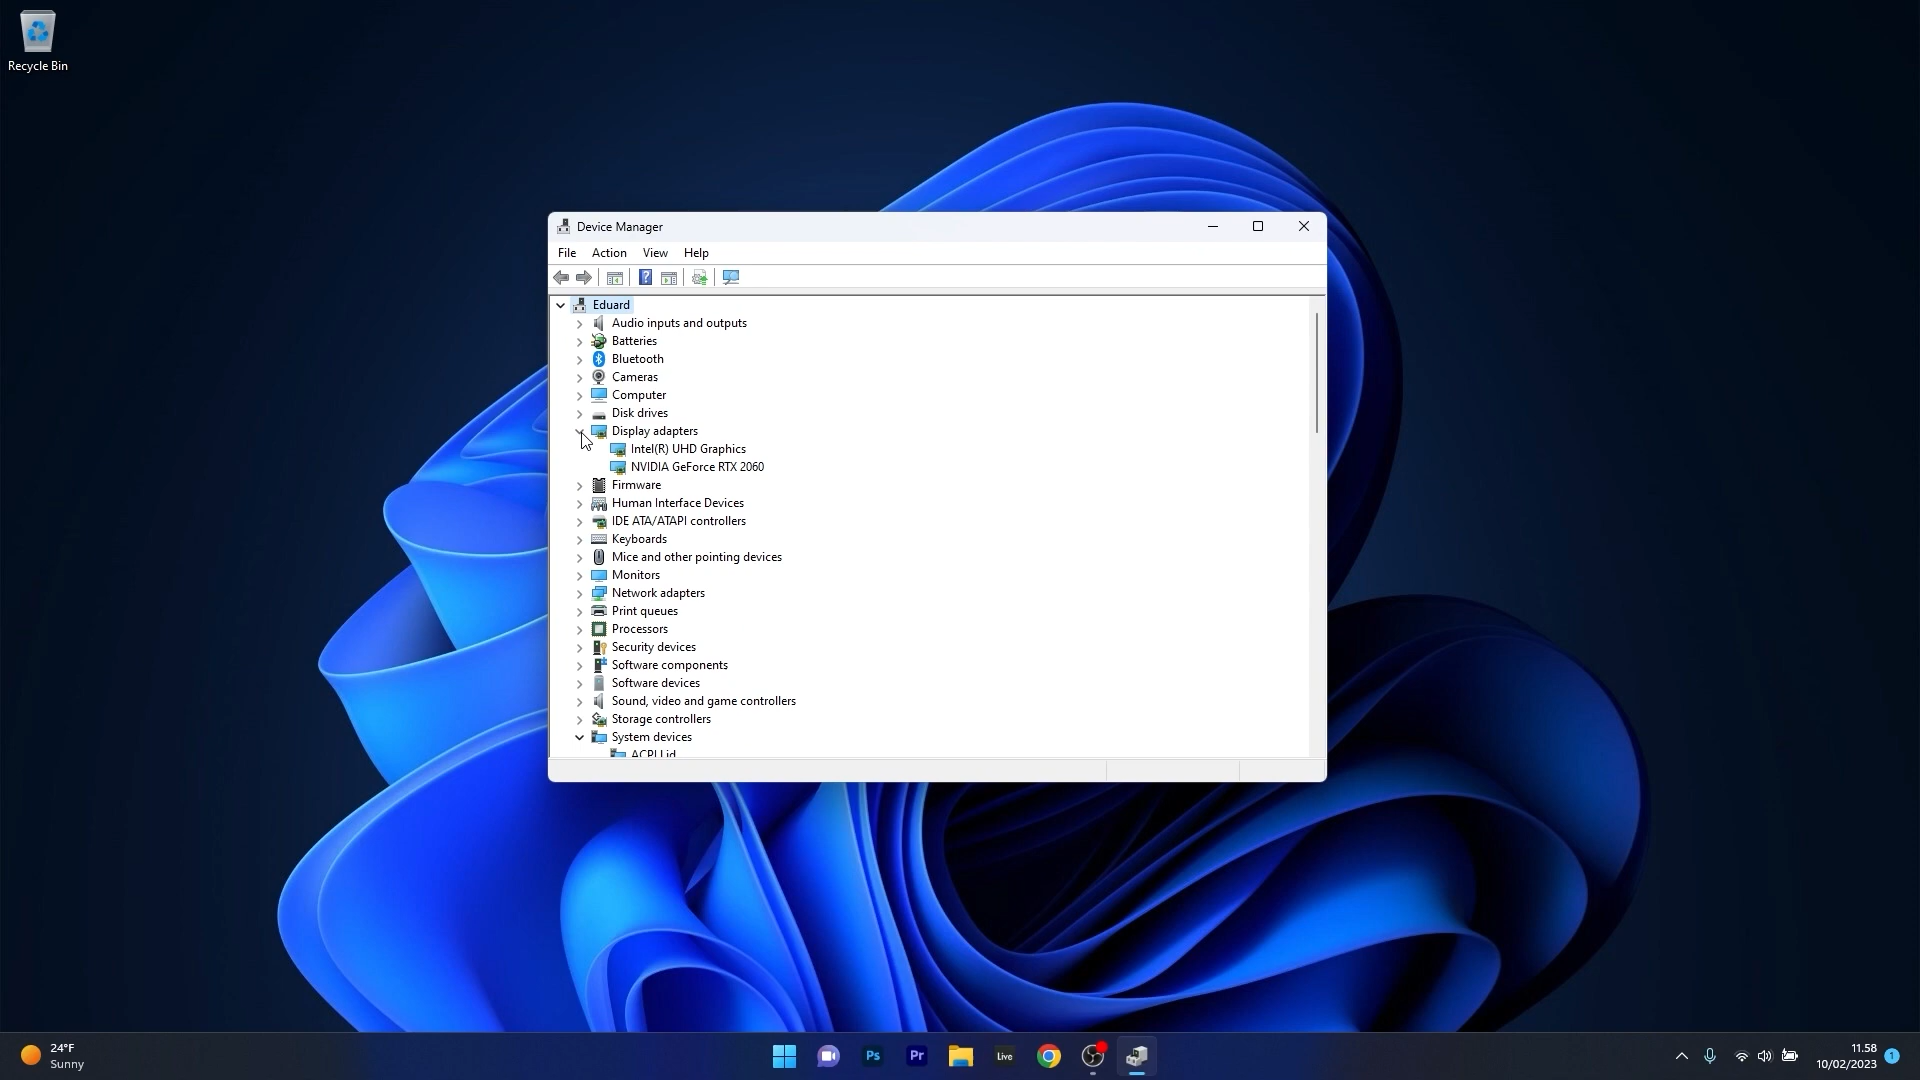 Recycle Bin
Device Manager
File Action View Help
Eduard
Audio inputs and outputs
Batteries
Bluetooth
Cameras
Computer
Disk drives
Display adapters
Intel(R) UHD Graphics
NVIDIA GeForce RTX 2060
Firmware
Human Interface Devices
IDE ATA/ATAPI controllers
Keyboards
Mice and other pointing devices
Monitors
Network adapters
Print queues
Processors
Security devices
Software components
Software devices
Sound, video and game controllers
Storage controllers
System devices
ACPI Lid
24°F
Sunny
Ps
Pr
Live
11.58
10/02/2023
1